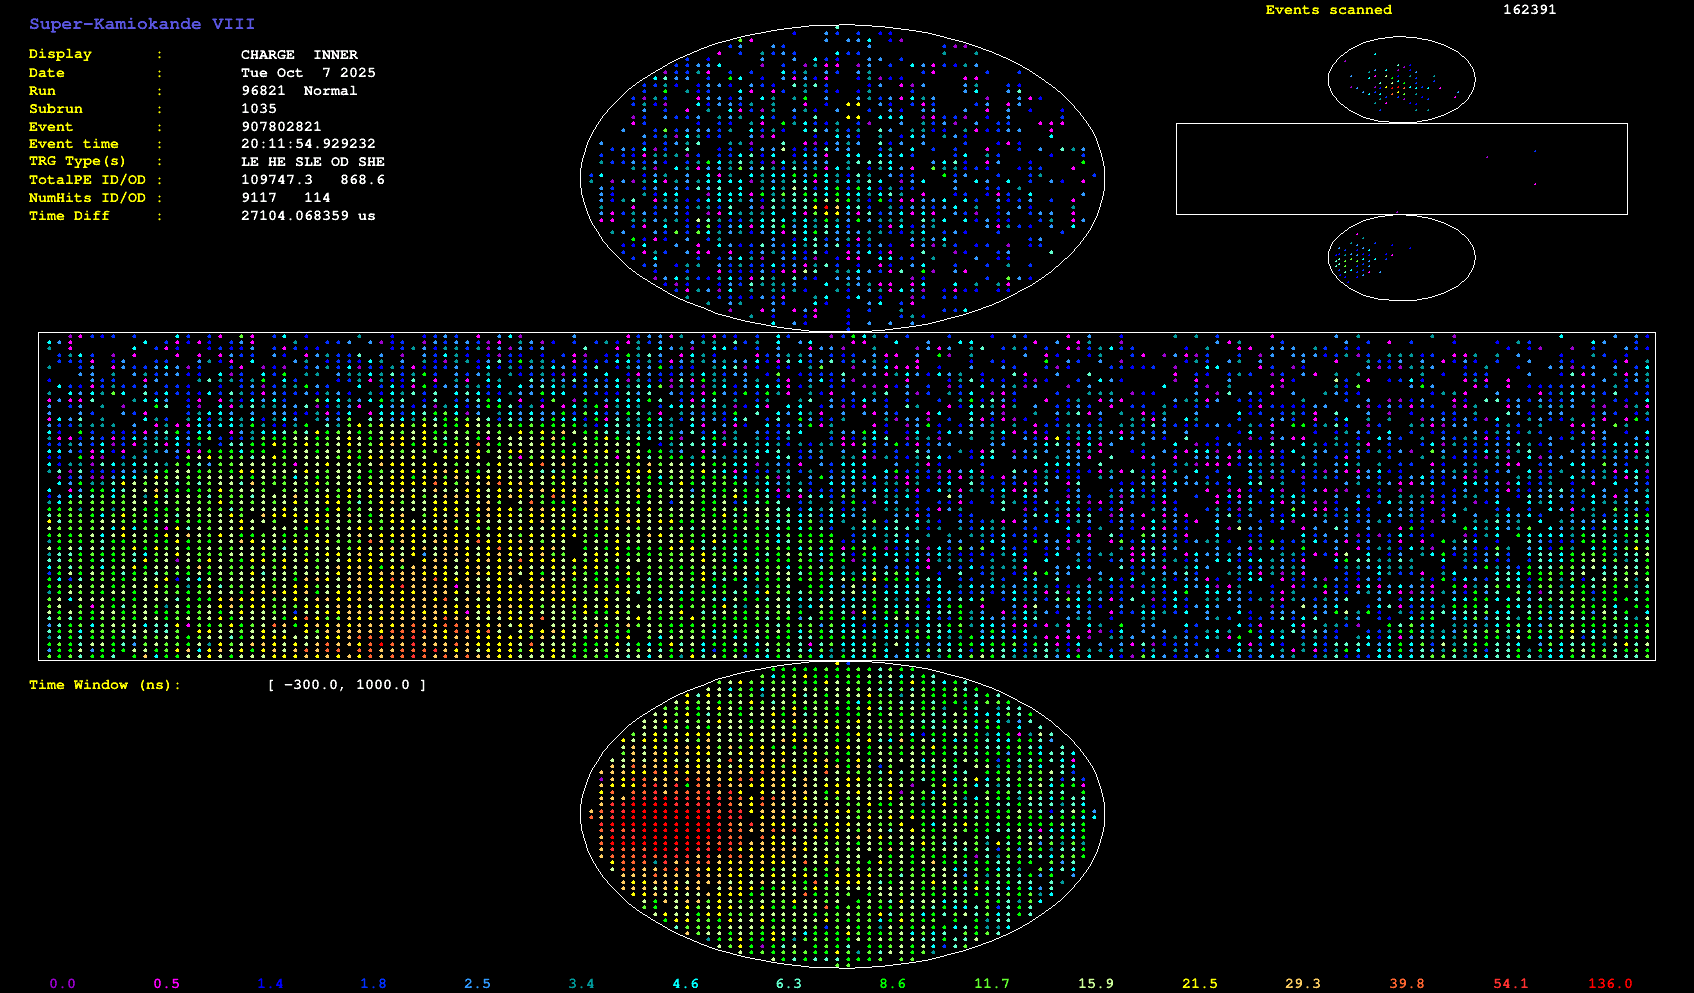 Super-Kamiokande VIII
Events scanned 162391
Display : CHARGE INNER
Date : Tue Oct 7 2025
Run : 96821 Normal
Subrun : 1035
Event : 907802821
Event time : 20:11:54.929232
TRG Type(s) : LE HE SLE OD SHE
TotalPE ID/OD : 109747.3 868.6
NumHits ID/OD : 9117 114
Time Diff : 27104.068359 us
Time Window (ns): [ -300.0, 1000.0 ]
0.0 0.5 1.4 1.8 2.5 3.4 4.6 6.3 8.6 11.7 15.9 21.5 29.3 39.8 54.1 136.0